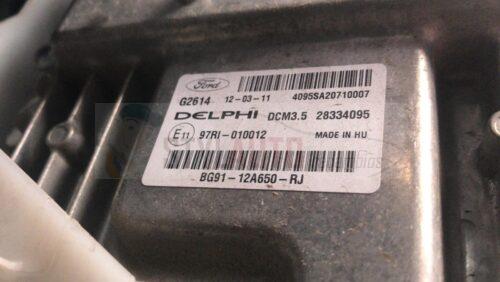 Ford
G2614 12-03-11 4095SA20710007
DELPHI DCM3.5 28334095
E11 97RI-010012 MADE IN HU
BG91-12A650-RJ